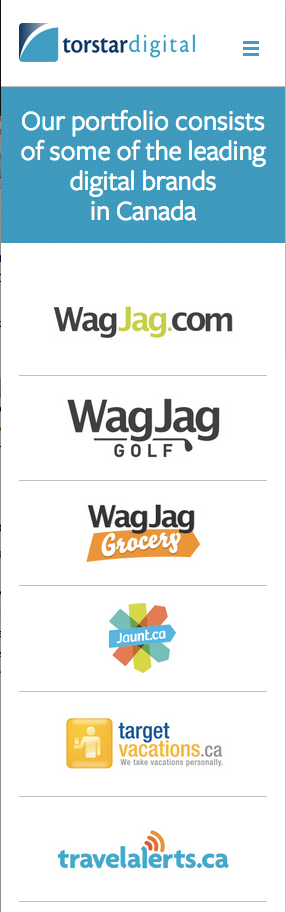 torstardigital
Our portfolio consists
of some of the leading
digital brands
in Canada
WagJag.com
WagJag
GOLF
WagJag
Grocery
Jaunt.ca
target
vacations.ca
We take vacations personally.
travelalerts.ca